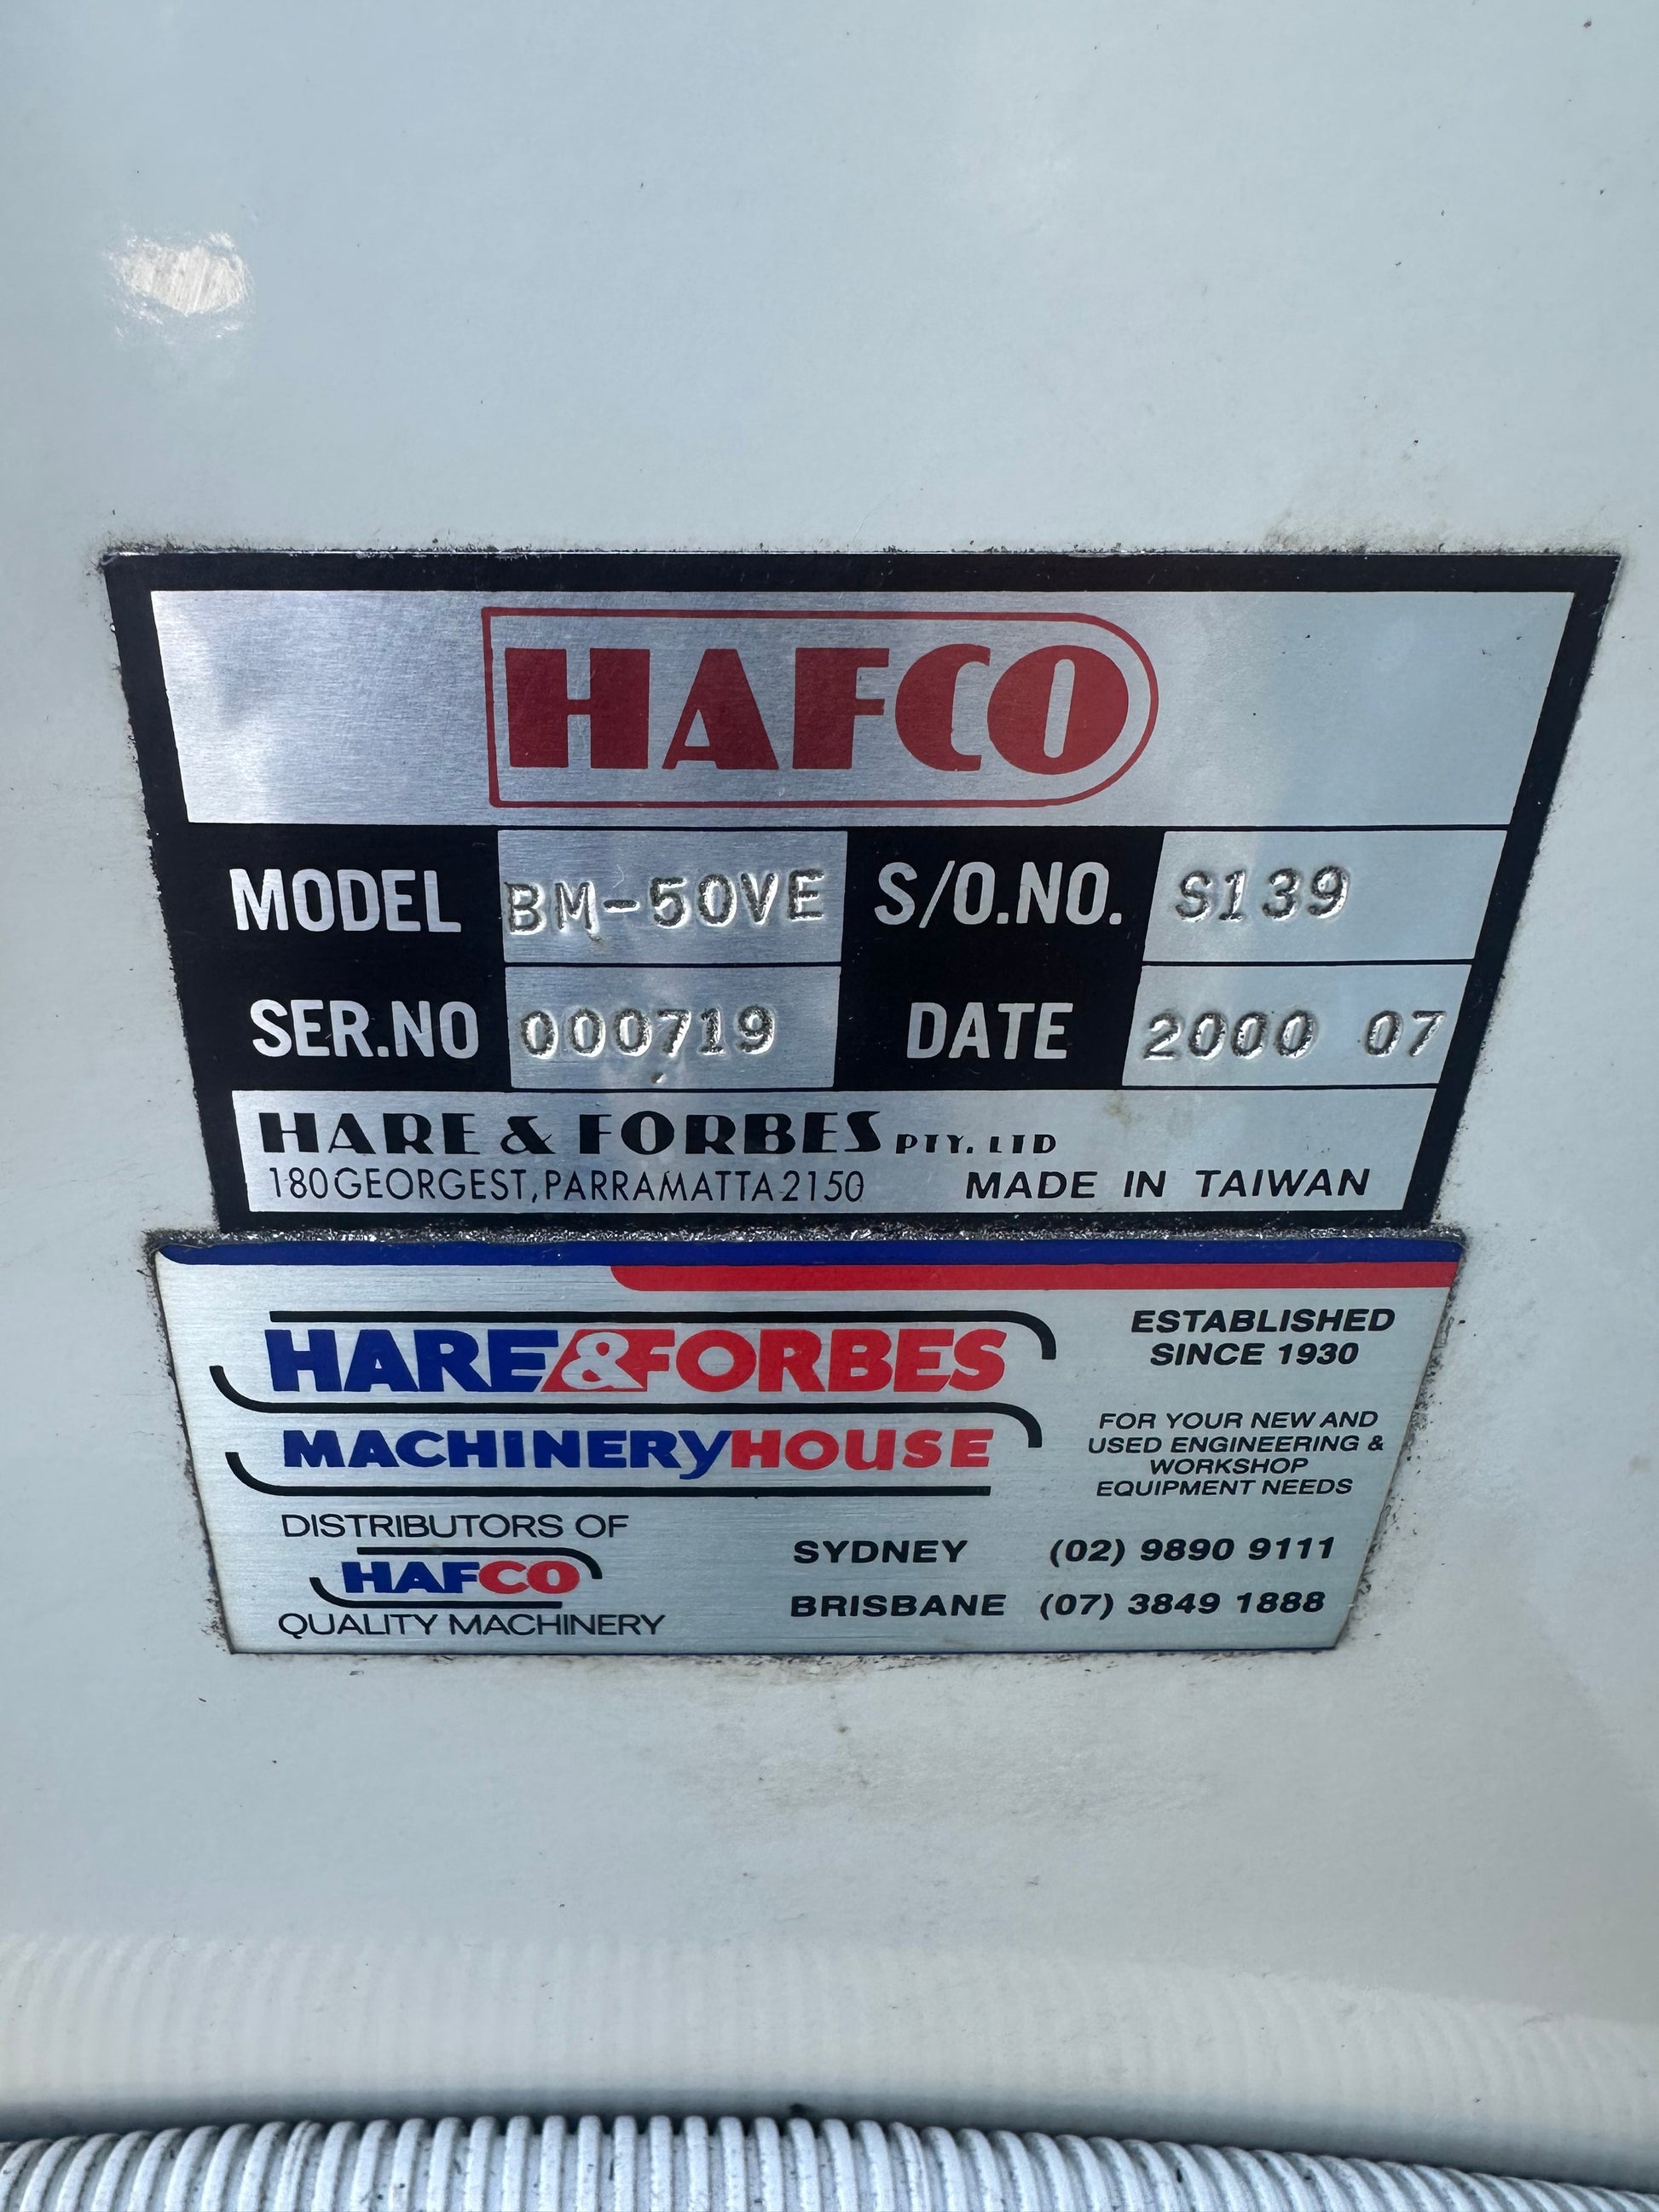 HAFCO
MODEL BM-50VE S/O.NO. S139
SER.NO 000719 DATE 2000 07
HARE & FORBES PTY. LTD
180 GEORGE ST, PARRAMATTA 2150 MADE IN TAIWAN
HARE&FORBES
MACHINERYHOUSE
ESTABLISHED
SINCE 1930
FOR YOUR NEW AND
USED ENGINEERING &
WORKSHOP
EQUIPMENT NEEDS
DISTRIBUTORS OF
HAFCO
QUALITY MACHINERY
SYDNEY (02) 9890 9111
BRISBANE (07) 3849 1888